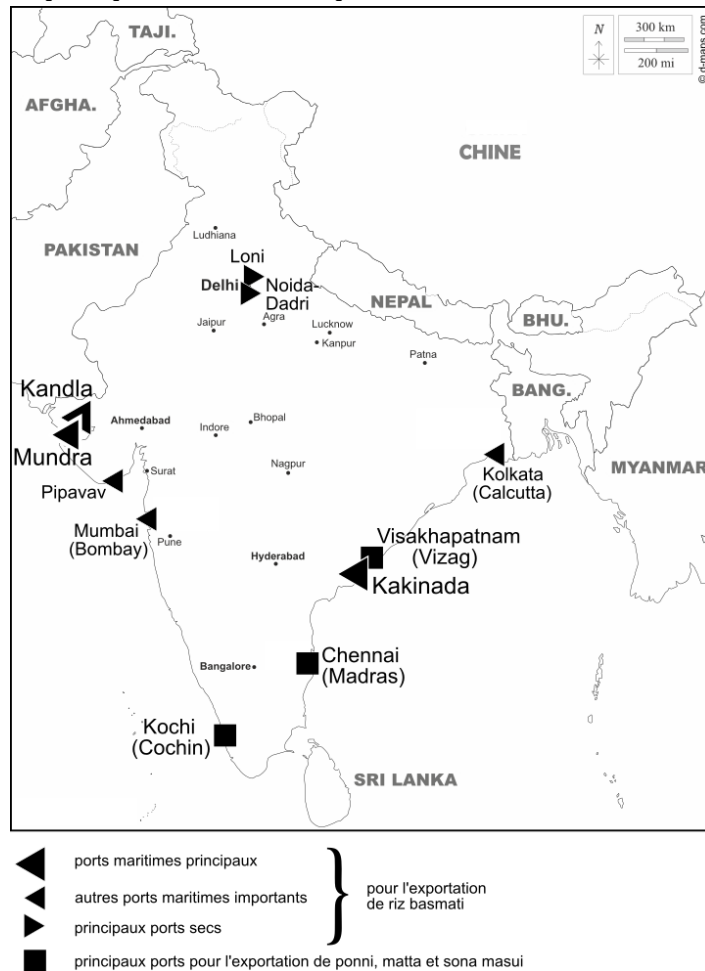 TAJI.
N
300 km
200 mi
© d-maps.com
AFGHA.
CHINE
Ludhiana
PAKISTAN
Loni
Delhi
Noida-
Dadri
NEPAL
BHU.
Jaipur
Agra
Lucknow
Kanpur
Patna
BANG.
Kandla
Ahmedabad
Indore
Bhopal
Mundra
Kolkata
(Calcutta)
MYANMAR
Surat
Nagpur
Pipavav
Mumbai
(Bombay)
Pune
Visakhapatnam
(Vizag)
Hyderabad
Kakinada
Bangalore
Chennai
(Madras)
Kochi
(Cochin)
SRI LANKA
ports maritimes principaux
autres ports maritimes importants
principaux ports secs
pour l'exportation
de riz basmati
principaux ports pour l'exportation de ponni, matta et sona masui